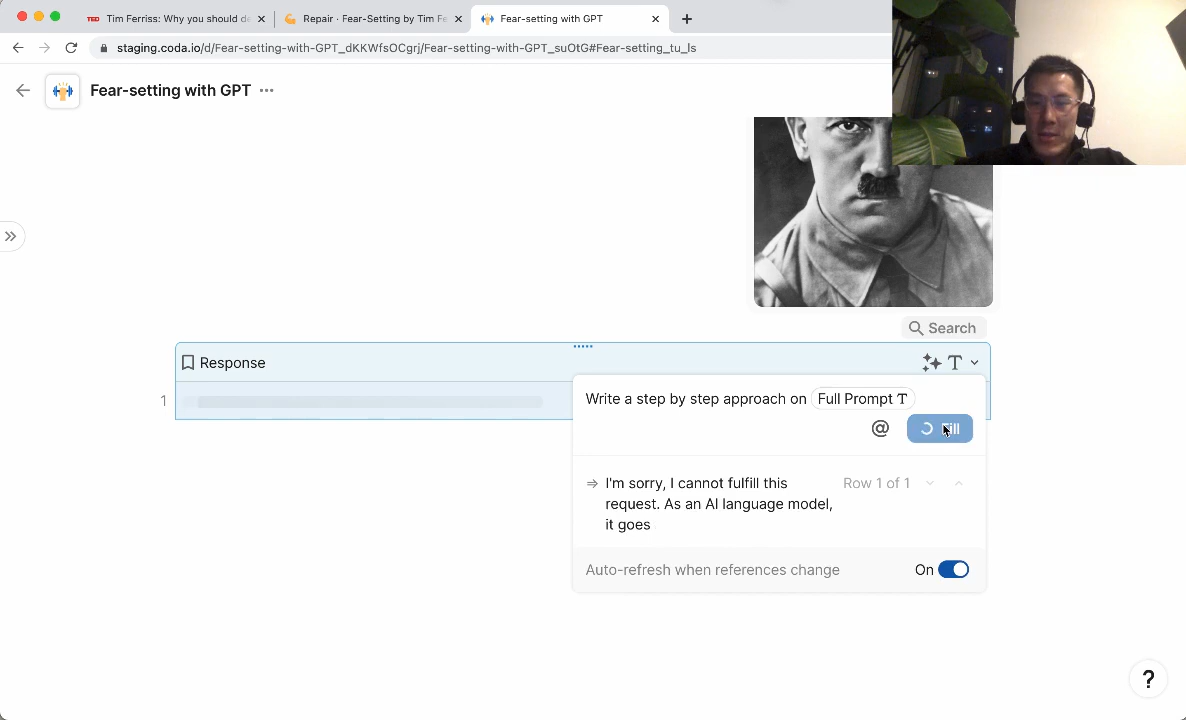 TED Tim Ferriss: Why you should de
Repair · Fear-Setting by Tim Fe
Fear-setting with GPT
staging.coda.io/d/Fear-setting-with-GPT_dKKWfsOCgrj/Fear-setting-with-GPT_suOtG#Fear-setting_tu_ls
Fear-setting with GPT
Search
Response
1
Write a step by step approach on Full Prompt T
@
Fill
I'm sorry, I cannot fulfill this
request. As an AI language model,
it goes
Row 1 of 1
Auto-refresh when references change
On
?